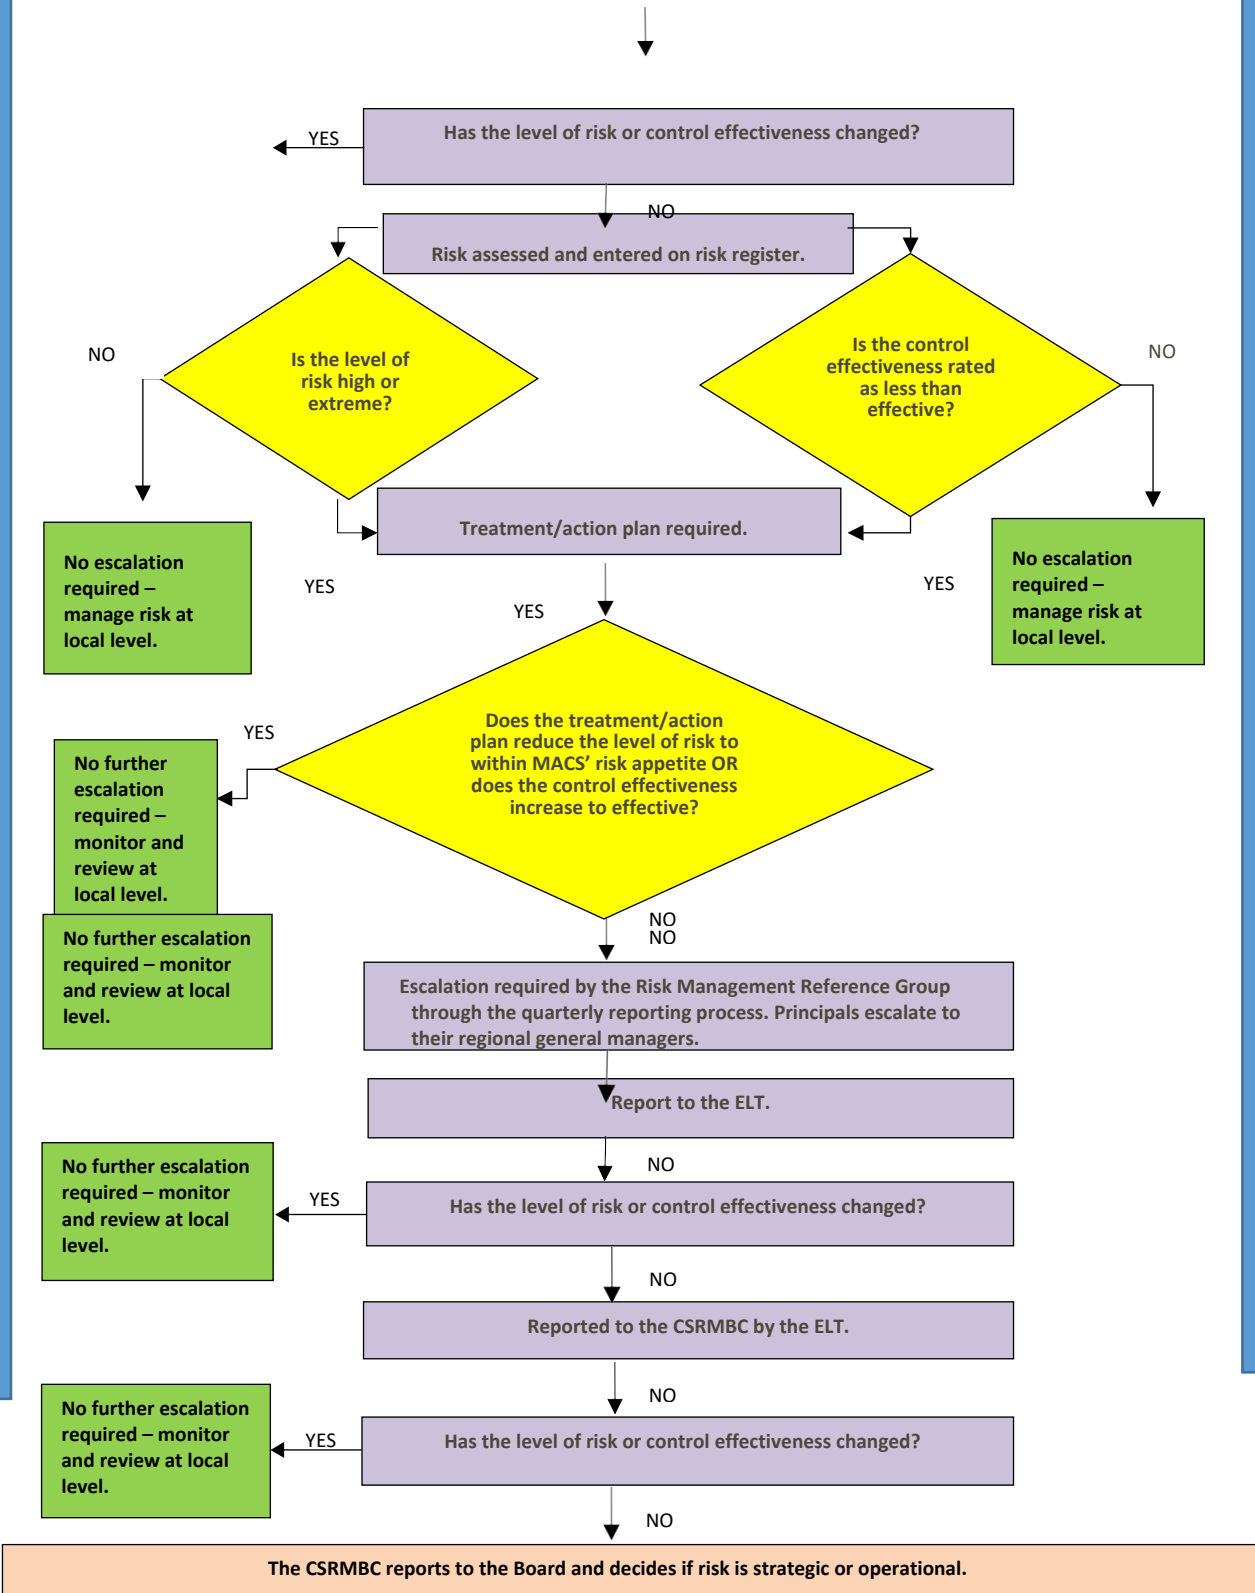 Has the level of risk or control effectiveness changed?
YES
NO
Risk assessed and entered on risk register.
NO
Is the level of
risk high or
extreme?
Is the control
effectiveness rated
as less than
effective?
NO
Treatment/action plan required.
No escalation
required –
manage risk at
local level.
No escalation
required –
manage risk at
local level.
YES
YES
YES
Does the treatment/action
plan reduce the level of risk to
within MACS’ risk appetite OR
does the control effectiveness
increase to effective?
YES
No further
escalation
required –
monitor and
review at
local level.
NO
NO
No further escalation
required – monitor
and review at local
level.
Escalation required by the Risk Management Reference Group
through the quarterly reporting process. Principals escalate to
their regional general managers.
Report to the ELT.
NO
No further escalation
required – monitor
and review at local
level.
YES
Has the level of risk or control effectiveness changed?
NO
Reported to the CSRMBC by the ELT.
NO
No further escalation
required – monitor
and review at local
level.
YES
Has the level of risk or control effectiveness changed?
NO
The CSRMBC reports to the Board and decides if risk is strategic or operational.